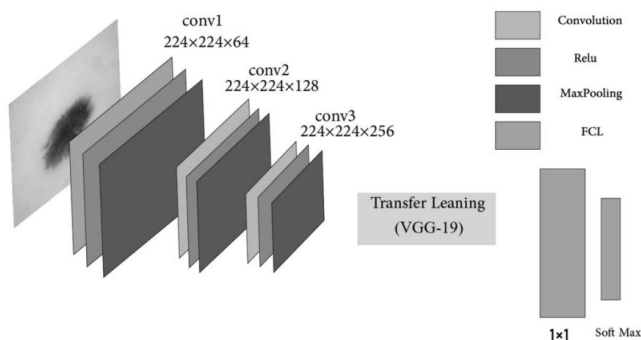 conv1
224×224×64
conv2
224×224×128
conv3
224×224×256
Transfer Leaning
(VGG-19)
Convolution
Relu
MaxPooling
FCL
1×1
Soft Max